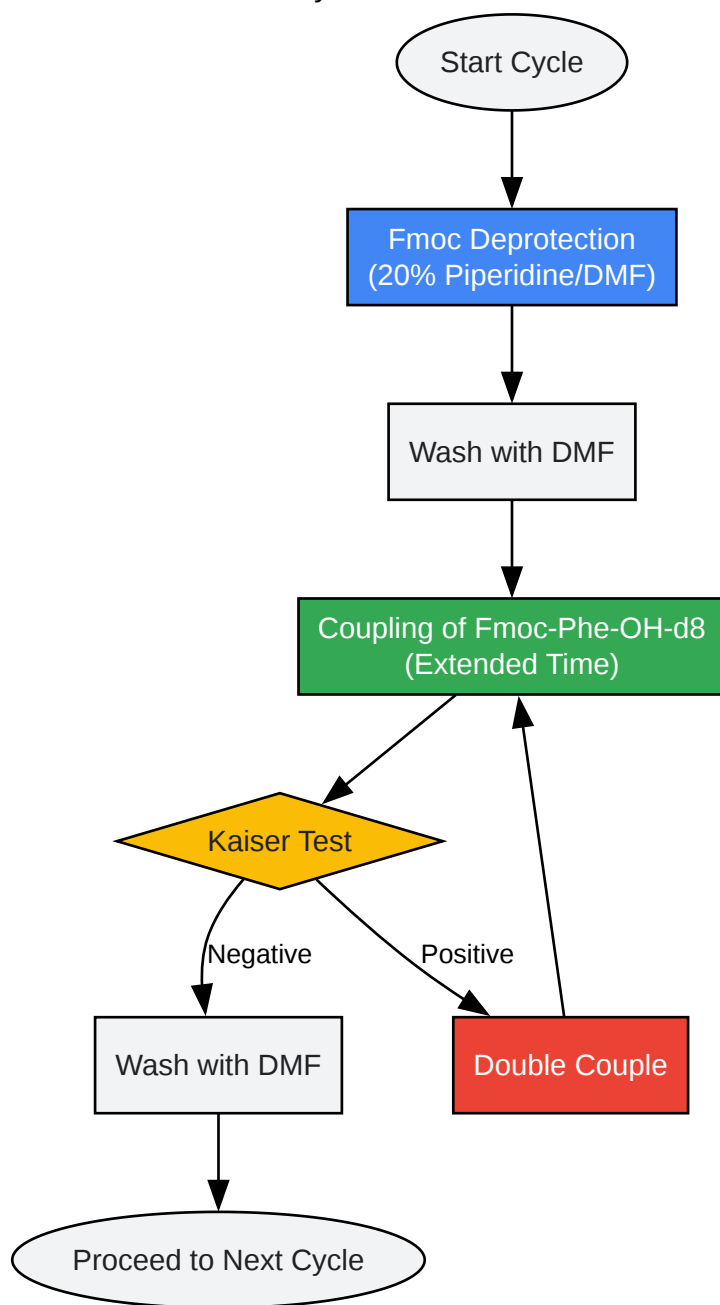 Start Cycle
Fmoc Deprotection
(20% Piperidine/DMF)
Wash with DMF
Coupling of Fmoc-Phe-OH-d8
(Extended Time)
Kaiser Test
Negative
Positive
Wash with DMF
Double Couple
Proceed to Next Cycle